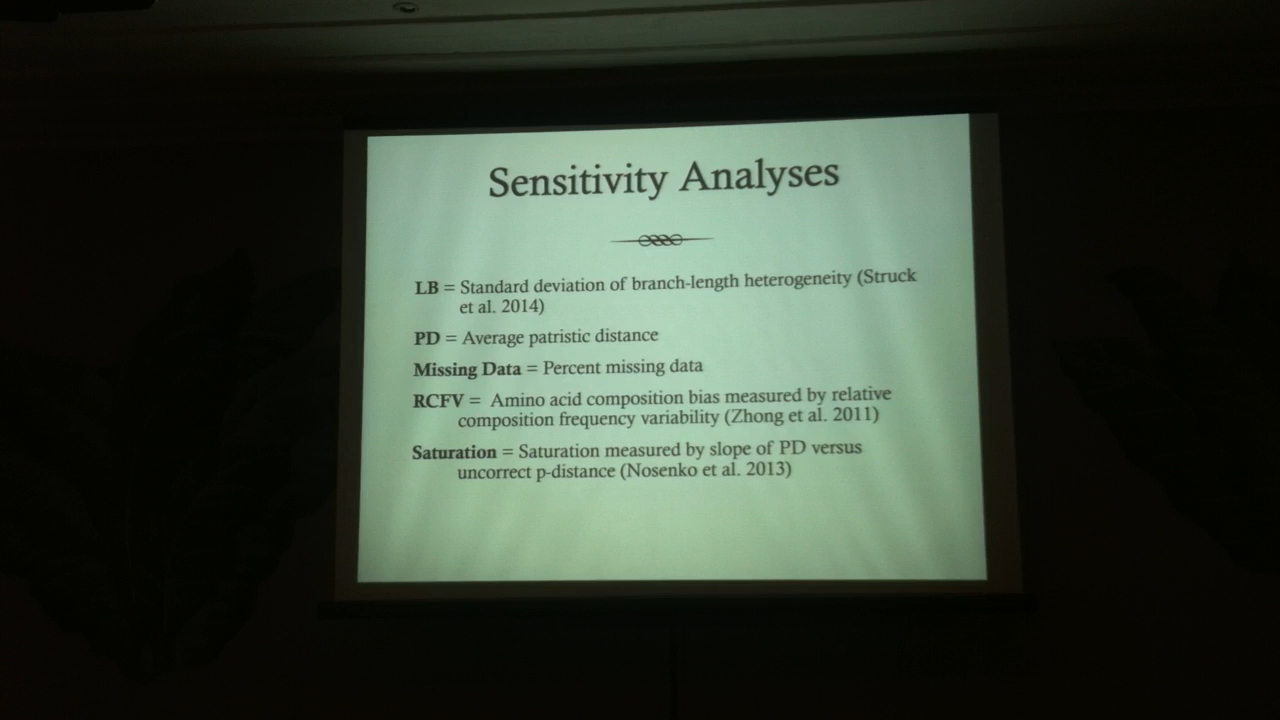 Sensitivity Analyses
LB = Standard deviation of branch-length heterogeneity (Struck
et al. 2014)
PD = Average patristic distance
Missing Data = Percent missing data
RCFV = Amino acid composition bias measured by relative
composition frequency variability (Zhong et al. 2011)
Saturation = Saturation measured by slope of PD versus
uncorrect p-distance (Nosenko et al. 2013)